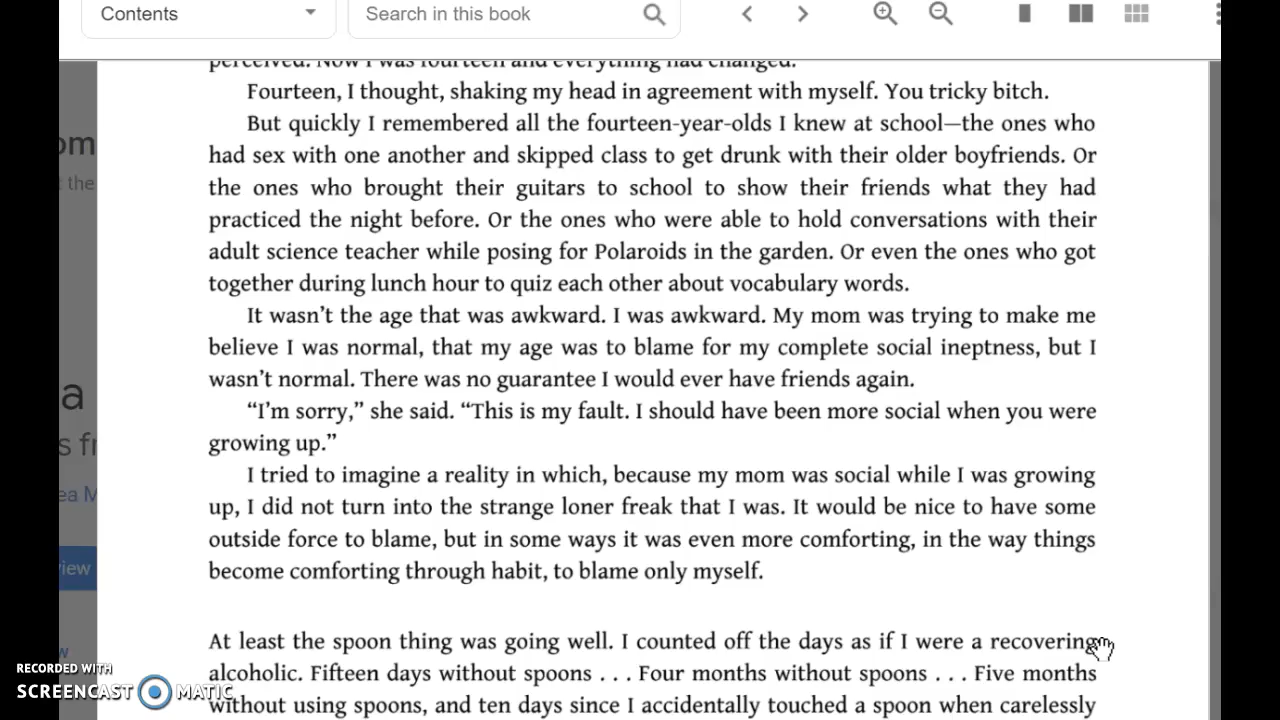 Contents
Search in this book
perceived. Now I was fourteen and everything had changed.
Fourteen, I thought, shaking my head in agreement with myself. You tricky bitch.
But quickly I remembered all the fourteen-year-olds I knew at school—the ones who
had sex with one another and skipped class to get drunk with their older boyfriends. Or
the ones who brought their guitars to school to show their friends what they had
practiced the night before. Or the ones who were able to hold conversations with their
adult science teacher while posing for Polaroids in the garden. Or even the ones who got
together during lunch hour to quiz each other about vocabulary words.
It wasn’t the age that was awkward. I was awkward. My mom was trying to make me
believe I was normal, that my age was to blame for my complete social ineptness, but I
wasn’t normal. There was no guarantee I would ever have friends again.
“I’m sorry,” she said. “This is my fault. I should have been more social when you were
growing up.”
I tried to imagine a reality in which, because my mom was social while I was growing
up, I did not turn into the strange loner freak that I was. It would be nice to have some
outside force to blame, but in some ways it was even more comforting, in the way things
become comforting through habit, to blame only myself.
At least the spoon thing was going well. I counted off the days as if I were a recovering
alcoholic. Fifteen days without spoons . . . Four months without spoons . . . Five months
without using spoons, and ten days since I accidentally touched a spoon when carelessly
om
t the
a
s fr
ea M
view
w
RECORDED WITH
SCREENCAST MATIC